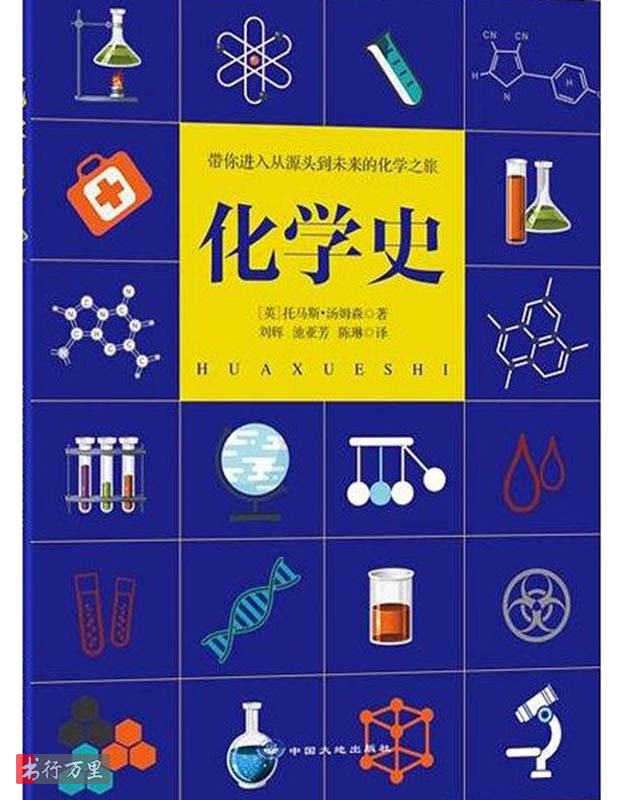 CN
CN
H
H
N
带你进入从源头到未来的化学之旅
化学史
[英]托马斯·汤姆森○著
刘辉 池亚芳 陈琳○译
HUAXUESHI
中国大地出版社
书行万里